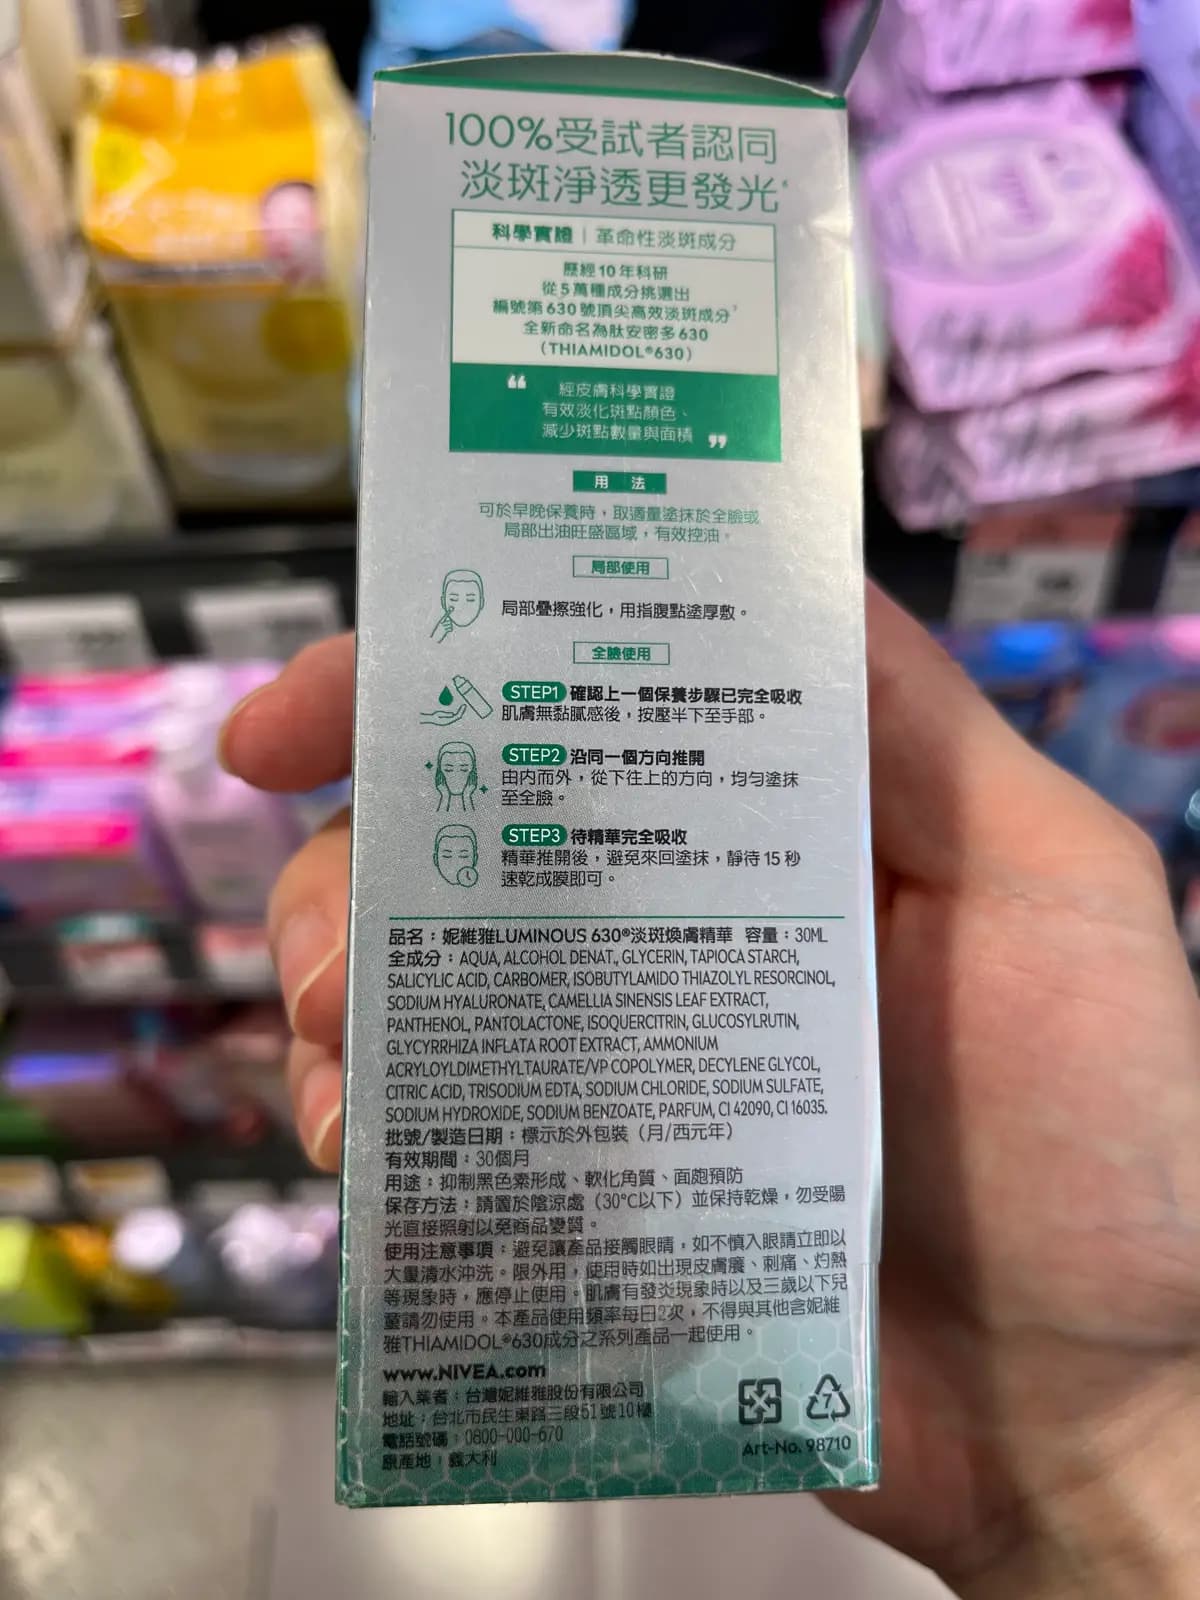 100%受試者認同
淡斑淨透更發光*
科學實證|革命性淡斑成分
歷經10年科研
從5萬種成分挑選出
編號第630號頂尖高效淡斑成分
全新命名為肽安密多630
(THIAMIDOL®630)
“ 經皮膚科學實證
有效淡化斑點顏色、
減少斑點數量與面積 ”
用 法
可於早晚保養時,取適量塗抹於全臉或
局部出油旺盛區域,有效控油。
局部使用
局部疊擦強化,用指腹點塗厚敷。
全臉使用
STEP1 確認上一個保養步驟已完全吸收
肌膚無黏膩感後,按壓半下至手部。
STEP2 沿同一個方向推開
由內而外,從下往上的方向,均勻塗抹
至全臉。
STEP3 待精華完全吸收
精華推開後,避免來回塗抹,靜待15秒
速乾成膜即可。
品名:妮維雅LUMINOUS 630®淡斑煥膚精華 容量:30ML
全成分:AQUA, ALCOHOL DENAT., GLYCERIN, TAPIOCA STARCH,
SALICYLIC ACID, CARBOMER, ISOBUTYLAMIDO THIAZOLYL RESORCINOL,
SODIUM HYALURONATE, CAMELLIA SINENSIS LEAF EXTRACT,
PANTHENOL, PANTOLACTONE, ISOQUERCITRIN, GLUCOSYLRUTIN,
GLYCYRRHIZA INFLATA ROOT EXTRACT, AMMONIUM
ACRYLOYLDIMETHYLTAURATE/VP COPOLYMER, DECYLENE GLYCOL,
CITRIC ACID, TRISODIUM EDTA, SODIUM CHLORIDE, SODIUM SULFATE,
SODIUM HYDROXIDE, SODIUM BENZOATE, PARFUM, CI 42090, CI 16035.
批號/製造日期:標示於外包裝(月/西元年)
有效期間:30個月
用途:抑制黑色素形成、軟化角質、面皰預防
保存方法:請置於陰涼處(30°C以下)並保持乾燥,勿受陽
光直接照射以免商品變質。
使用注意事項:避免讓產品接觸眼睛,如不慎入眼請立即以
大量清水沖洗。限外用,使用時如出現皮膚癢、刺痛、灼熱
等現象時,應停止使用。肌膚有發炎現象時以及三歲以下兒
童請勿使用。本產品使用頻率每日2次,不得與其他含妮維
雅THIAMIDOL®630成分之系列產品一起使用。
www.NIVEA.com
輸入業者:台灣妮維雅股份有限公司
地址:台北市民生東路三段51號10樓
電話號碼:0800-000-670
原產地:義大利
7
Art-No. 98710